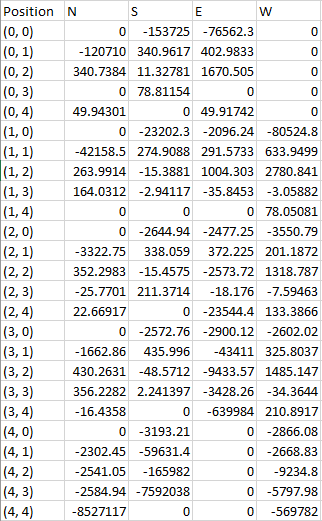 Position N S E W
(0, 0) 0 -153725 -76562.3 0
(0, 1) -120710 340.9617 402.9833 0
(0, 2) 340.7384 11.32781 1670.505 0
(0, 3) 0 78.81154 0 0
(0, 4) 49.94301 0 49.91742 0
(1, 0) 0 -23202.3 -2096.24 -80524.8
(1, 1) -42158.5 274.9088 291.5733 633.9499
(1, 2) 263.9914 -15.3881 1004.303 2780.841
(1, 3) 164.0312 -2.94117 -35.8453 -3.05882
(1, 4) 0 0 0 78.05081
(2, 0) 0 -2644.94 -2477.25 -3550.79
(2, 1) -3322.75 338.059 372.225 201.1872
(2, 2) 352.2983 -15.4575 -2573.72 1318.787
(2, 3) -25.7701 211.3714 -18.176 -7.59463
(2, 4) 22.66917 0 -23544.4 133.3866
(3, 0) 0 -2572.76 -2900.12 -2602.02
(3, 1) -1662.86 435.996 -43411 325.8037
(3, 2) 430.2631 -48.5712 -9433.57 1485.147
(3, 3) 356.2282 2.241397 -3428.26 -34.3644
(3, 4) -16.4358 0 -639984 210.8917
(4, 0) 0 -3193.21 0 -2866.08
(4, 1) -2302.45 -59631.4 0 -2668.83
(4, 2) -2541.05 -165982 0 -9234.8
(4, 3) -2584.94 -7592038 0 -5797.98
(4, 4) -8527117 0 0 -569782